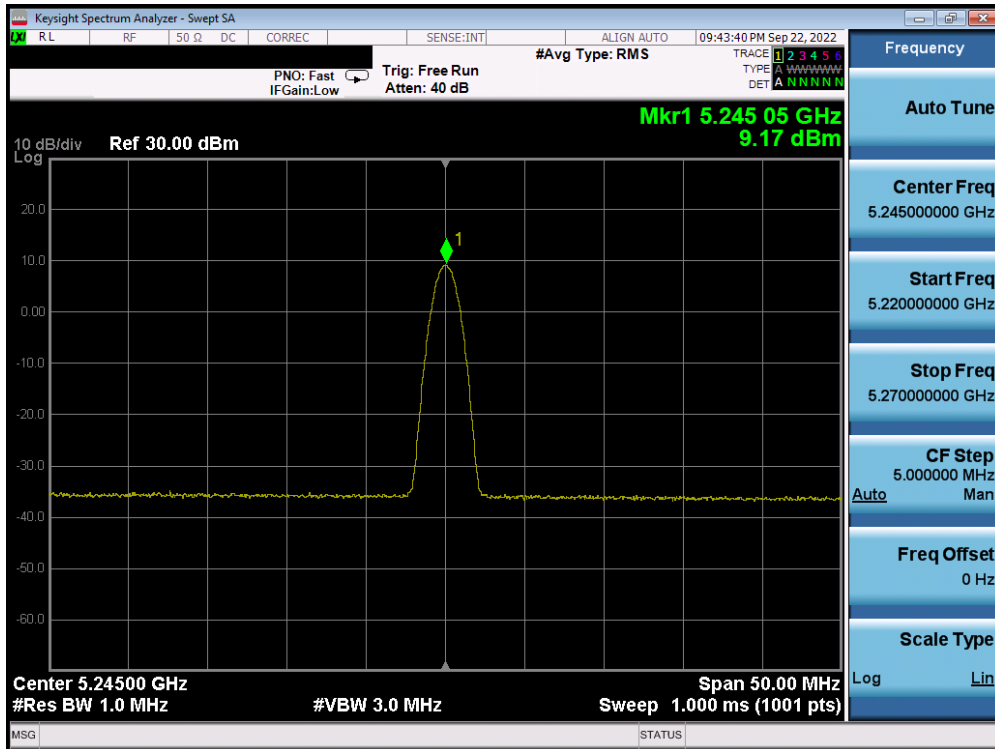 Keysight Spectrum Analyzer - Swept SA
LXI RL RF 50 Ω DC CORREC SENSE:INT ALIGN AUTO 09:43:40 PM Sep 22, 2022
#Avg Type: RMS TRACE 1 2 3 4 5 6
PNO: Fast Trig: Free Run TYPE A WWWWW
IFGain:Low Atten: 40 dB DET A N N N N N
Mkr1 5.245 05 GHz
9.17 dBm
10 dB/div Ref 30.00 dBm
Log
1
20.0
10.0
0.00
-10.0
-20.0
-30.0
-40.0
-50.0
-60.0
Center 5.24500 GHz Span 50.00 MHz
#Res BW 1.0 MHz #VBW 3.0 MHz Sweep 1.000 ms (1001 pts)
MSG STATUS
Frequency
Auto Tune
Center Freq
5.245000000 GHz
Start Freq
5.220000000 GHz
Stop Freq
5.270000000 GHz
CF Step
5.000000 MHz
Auto Man
Freq Offset
0 Hz
Scale Type
Log Lin